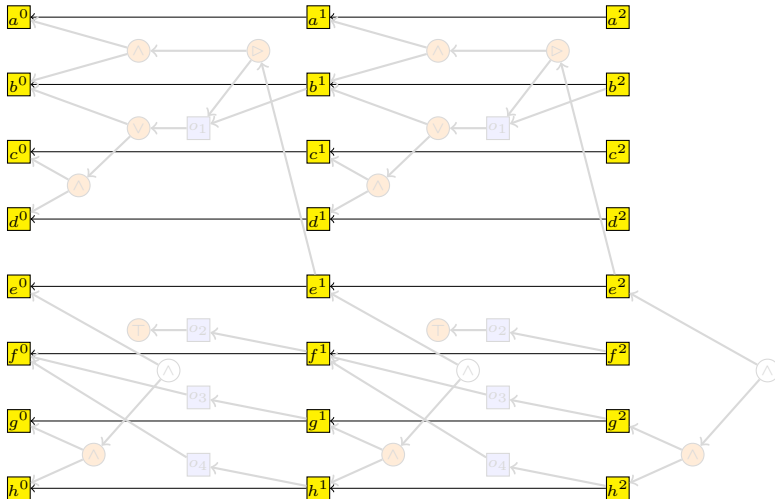 a⁰ a¹ a²
∧ ▷ ∧ ▷
b⁰ b¹ b²
∨ o₁ ∨ o₁
c⁰ c¹ c²
∧ ∧
d⁰ d¹ d²
e⁰ e¹ e²
⊤ o₂ ⊤ o₂
f⁰ f¹ f²
∧ ∧ ∧
o₃ o₃
g⁰ g¹ g²
∧ ∧ ∧
o₄ o₄
h⁰ h¹ h²